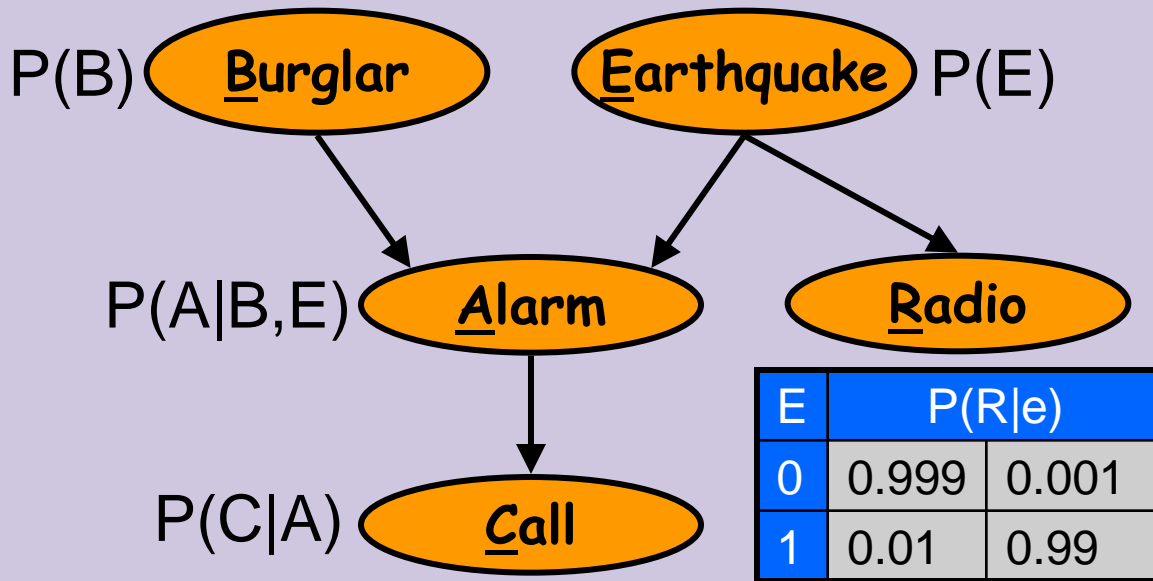 P(B) Burglar Earthquake P(E)
P(A|B,E) Alarm Radio
E P(R|e)
0 0.999 0.001
P(C|A) Call
1 0.01 0.99